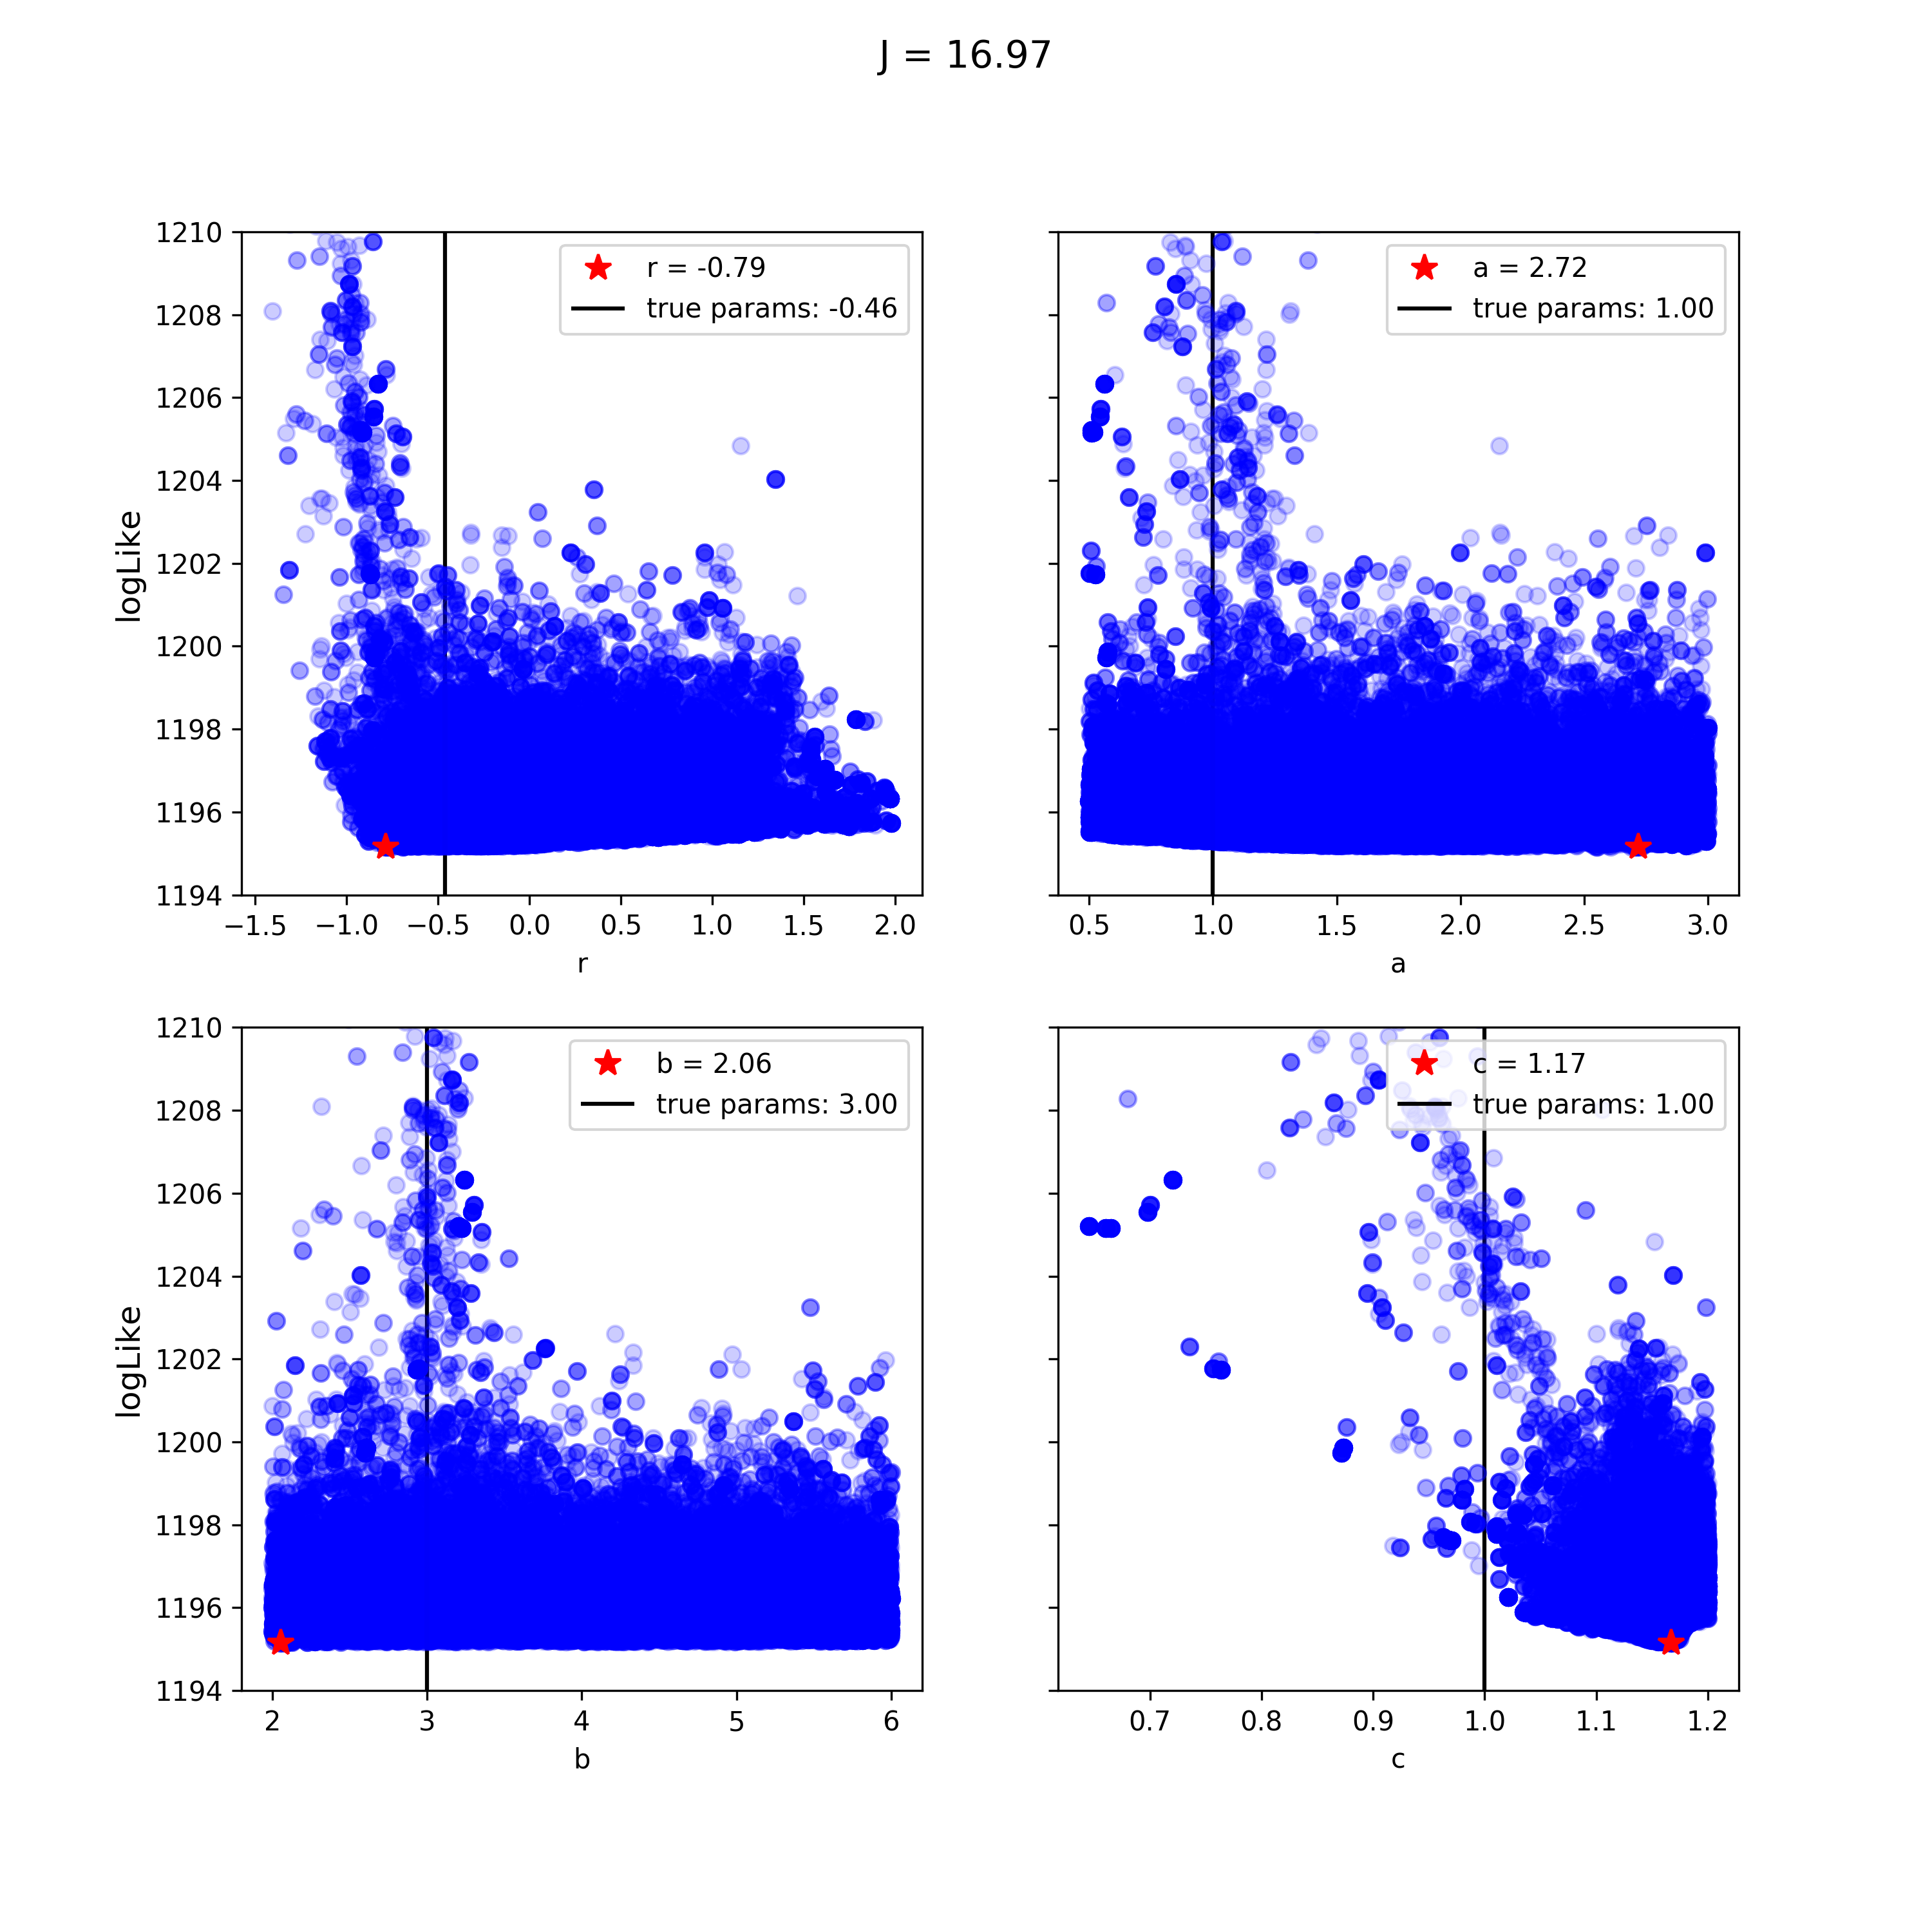 J = 16.97
logLike
1210
1208
1206
1204
1202
1200
1198
1196
1194
r = -0.79
true params: -0.46
−1.5 −1.0 −0.5 0.0 0.5 1.0 1.5 2.0
r
a = 2.72
true params: 1.00
0.5 1.0 1.5 2.0 2.5 3.0
a
logLike
1210
1208
1206
1204
1202
1200
1198
1196
1194
b = 2.06
true params: 3.00
2 3 4 5 6
b
c = 1.17
true params: 1.00
0.7 0.8 0.9 1.0 1.1 1.2
c